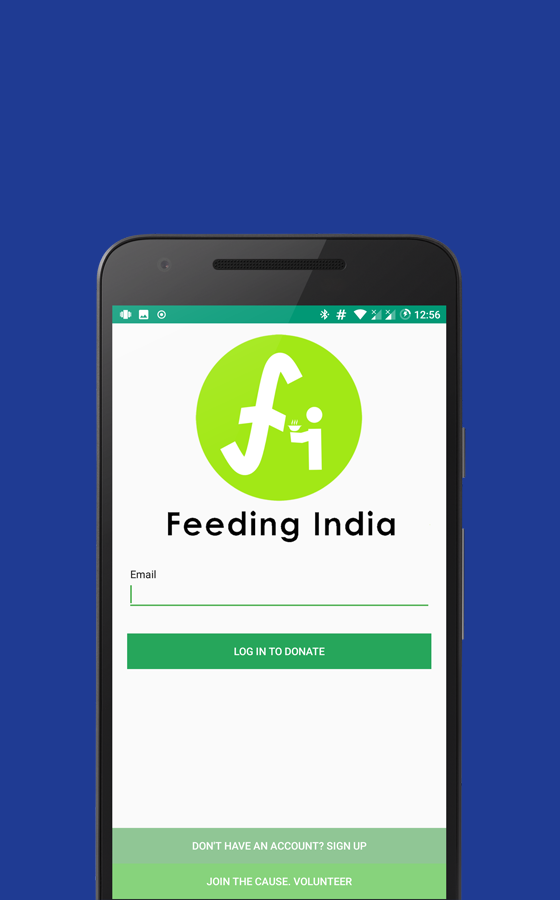 12:56
fi
Feeding India
Email
LOG IN TO DONATE
DON'T HAVE AN ACCOUNT? SIGN UP
JOIN THE CAUSE. VOLUNTEER